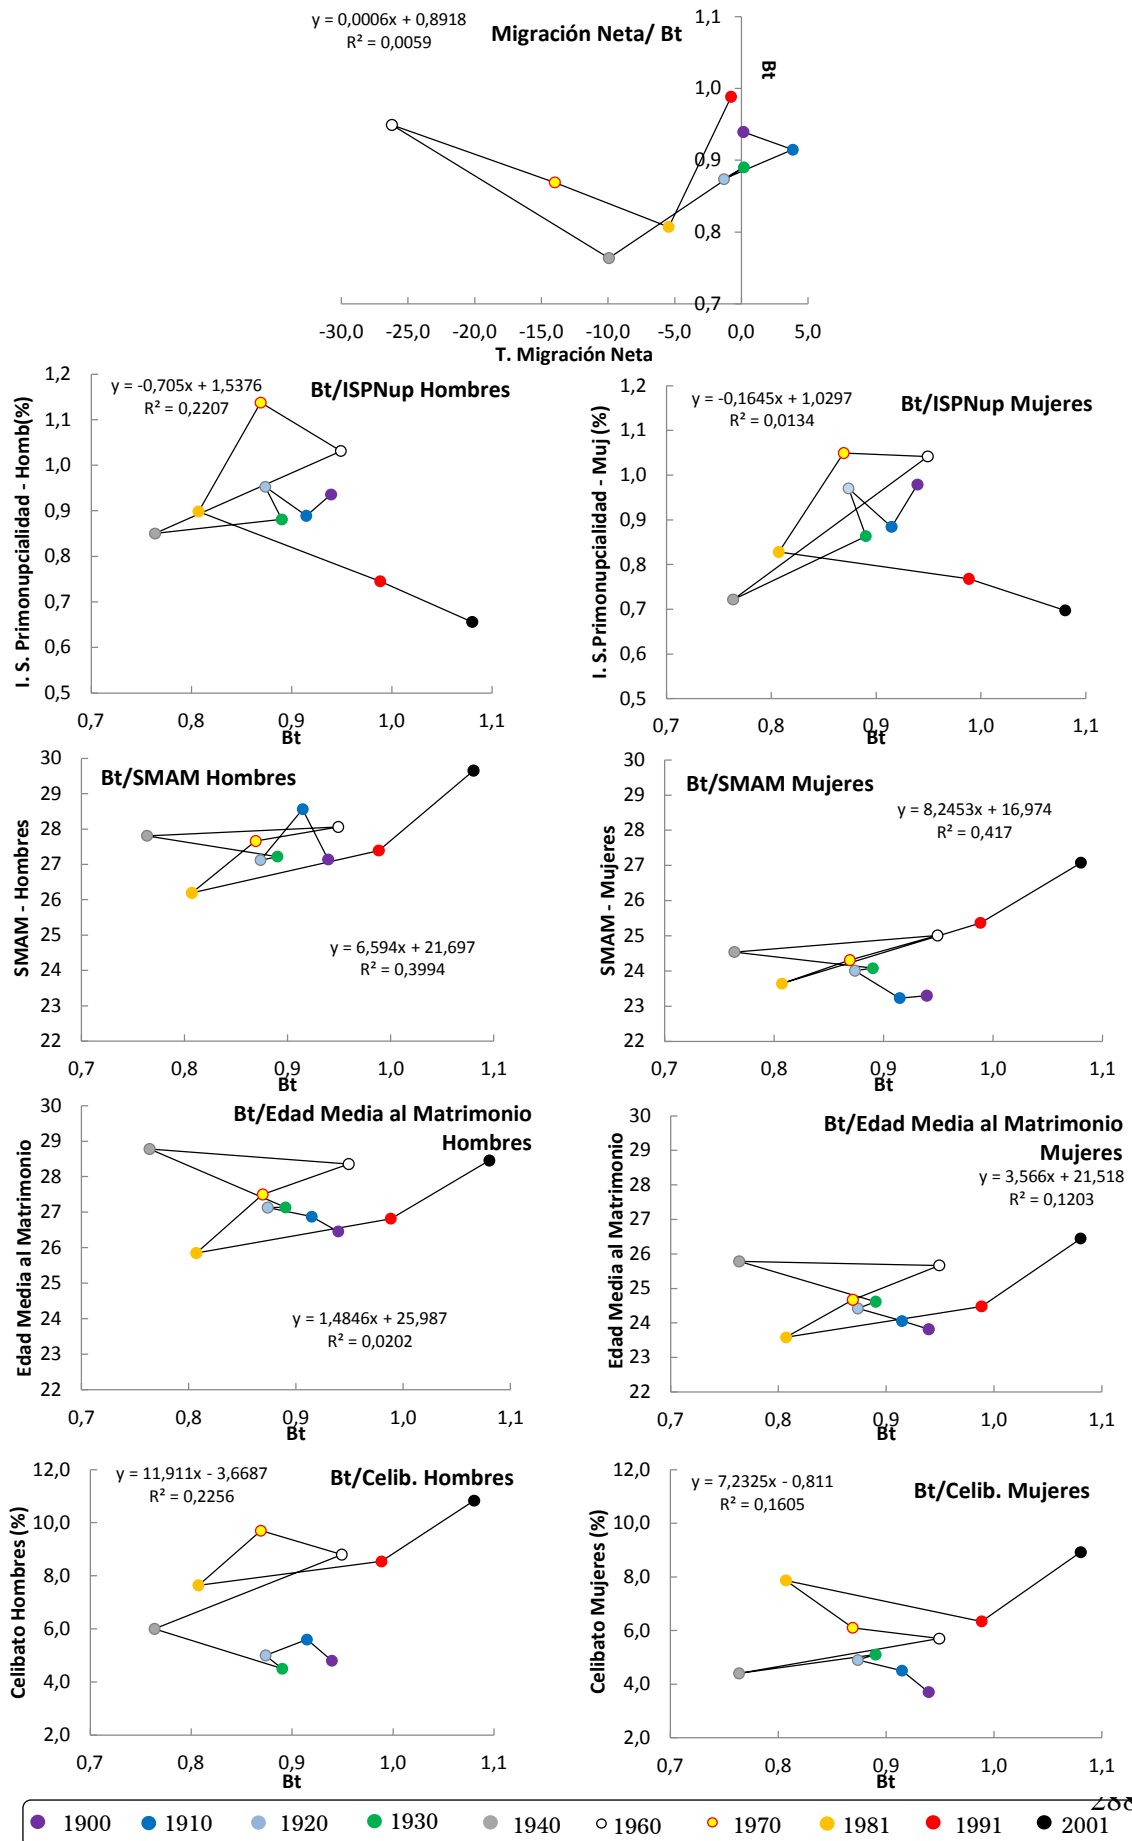 y = 0,0006x + 0,8918
R² = 0,0059
Migración Neta/ Bt
1,1
1,0
0,9
0,8
0,7
Bt
-30,0 -25,0 -20,0 -15,0 -10,0 -5,0 0,0 5,0
T. Migración Neta
Bt/ISPNup Hombres
y = -0,705x + 1,5376
R² = 0,2207
I. S. Primonupcialidad - Homb(%)
1,2
1,1
1,0
0,9
0,8
0,7
0,6
0,5
0,7 0,8 0,9 1,0 1,1
Bt
Bt/ISPNup Mujeres
y = -0,1645x + 1,0297
R² = 0,0134
I. S.Primonupcialidad - Muj (%)
1,2
1,1
1,0
0,9
0,8
0,7
0,6
0,5
0,7 0,8 0,9 1,0 1,1
Bt
Bt/SMAM Hombres
SMAM - Hombres
30
29
28
27
26
25
24
23
22
y = 6,594x + 21,697
R² = 0,3994
0,7 0,8 0,9 1,0 1,1
Bt
Bt/SMAM Mujeres
y = 8,2453x + 16,974
R² = 0,417
SMAM - Mujeres
30
29
28
27
26
25
24
23
22
0,7 0,8 0,9 1,0 1,1
Bt
Bt/Edad Media al Matrimonio
Hombres
Edad Media al Matrimonio
30
29
28
27
26
25
24
23
22
y = 1,4846x + 25,987
R² = 0,0202
0,7 0,8 0,9 1,0 1,1
Bt
Bt/Edad Media al Matrimonio
Mujeres
y = 3,566x + 21,518
R² = 0,1203
Edad Media al Matrimonio
30
29
28
27
26
25
24
23
22
0,7 0,8 0,9 1,0 1,1
Bt
y = 11,911x - 3,6687
R² = 0,2256
Bt/Celib. Hombres
Celibato Hombres (%)
12,0
10,0
8,0
6,0
4,0
2,0
0,7 0,8 0,9 1,0 1,1
Bt
y = 7,2325x - 0,811
R² = 0,1605
Bt/Celib. Mujeres
Celibato Mujeres (%)
12,0
10,0
8,0
6,0
4,0
2,0
0,7 0,8 0,9 1,0 1,1
Bt
1900 1910 1920 1930 1940 1960 1970 1981 1991 2001